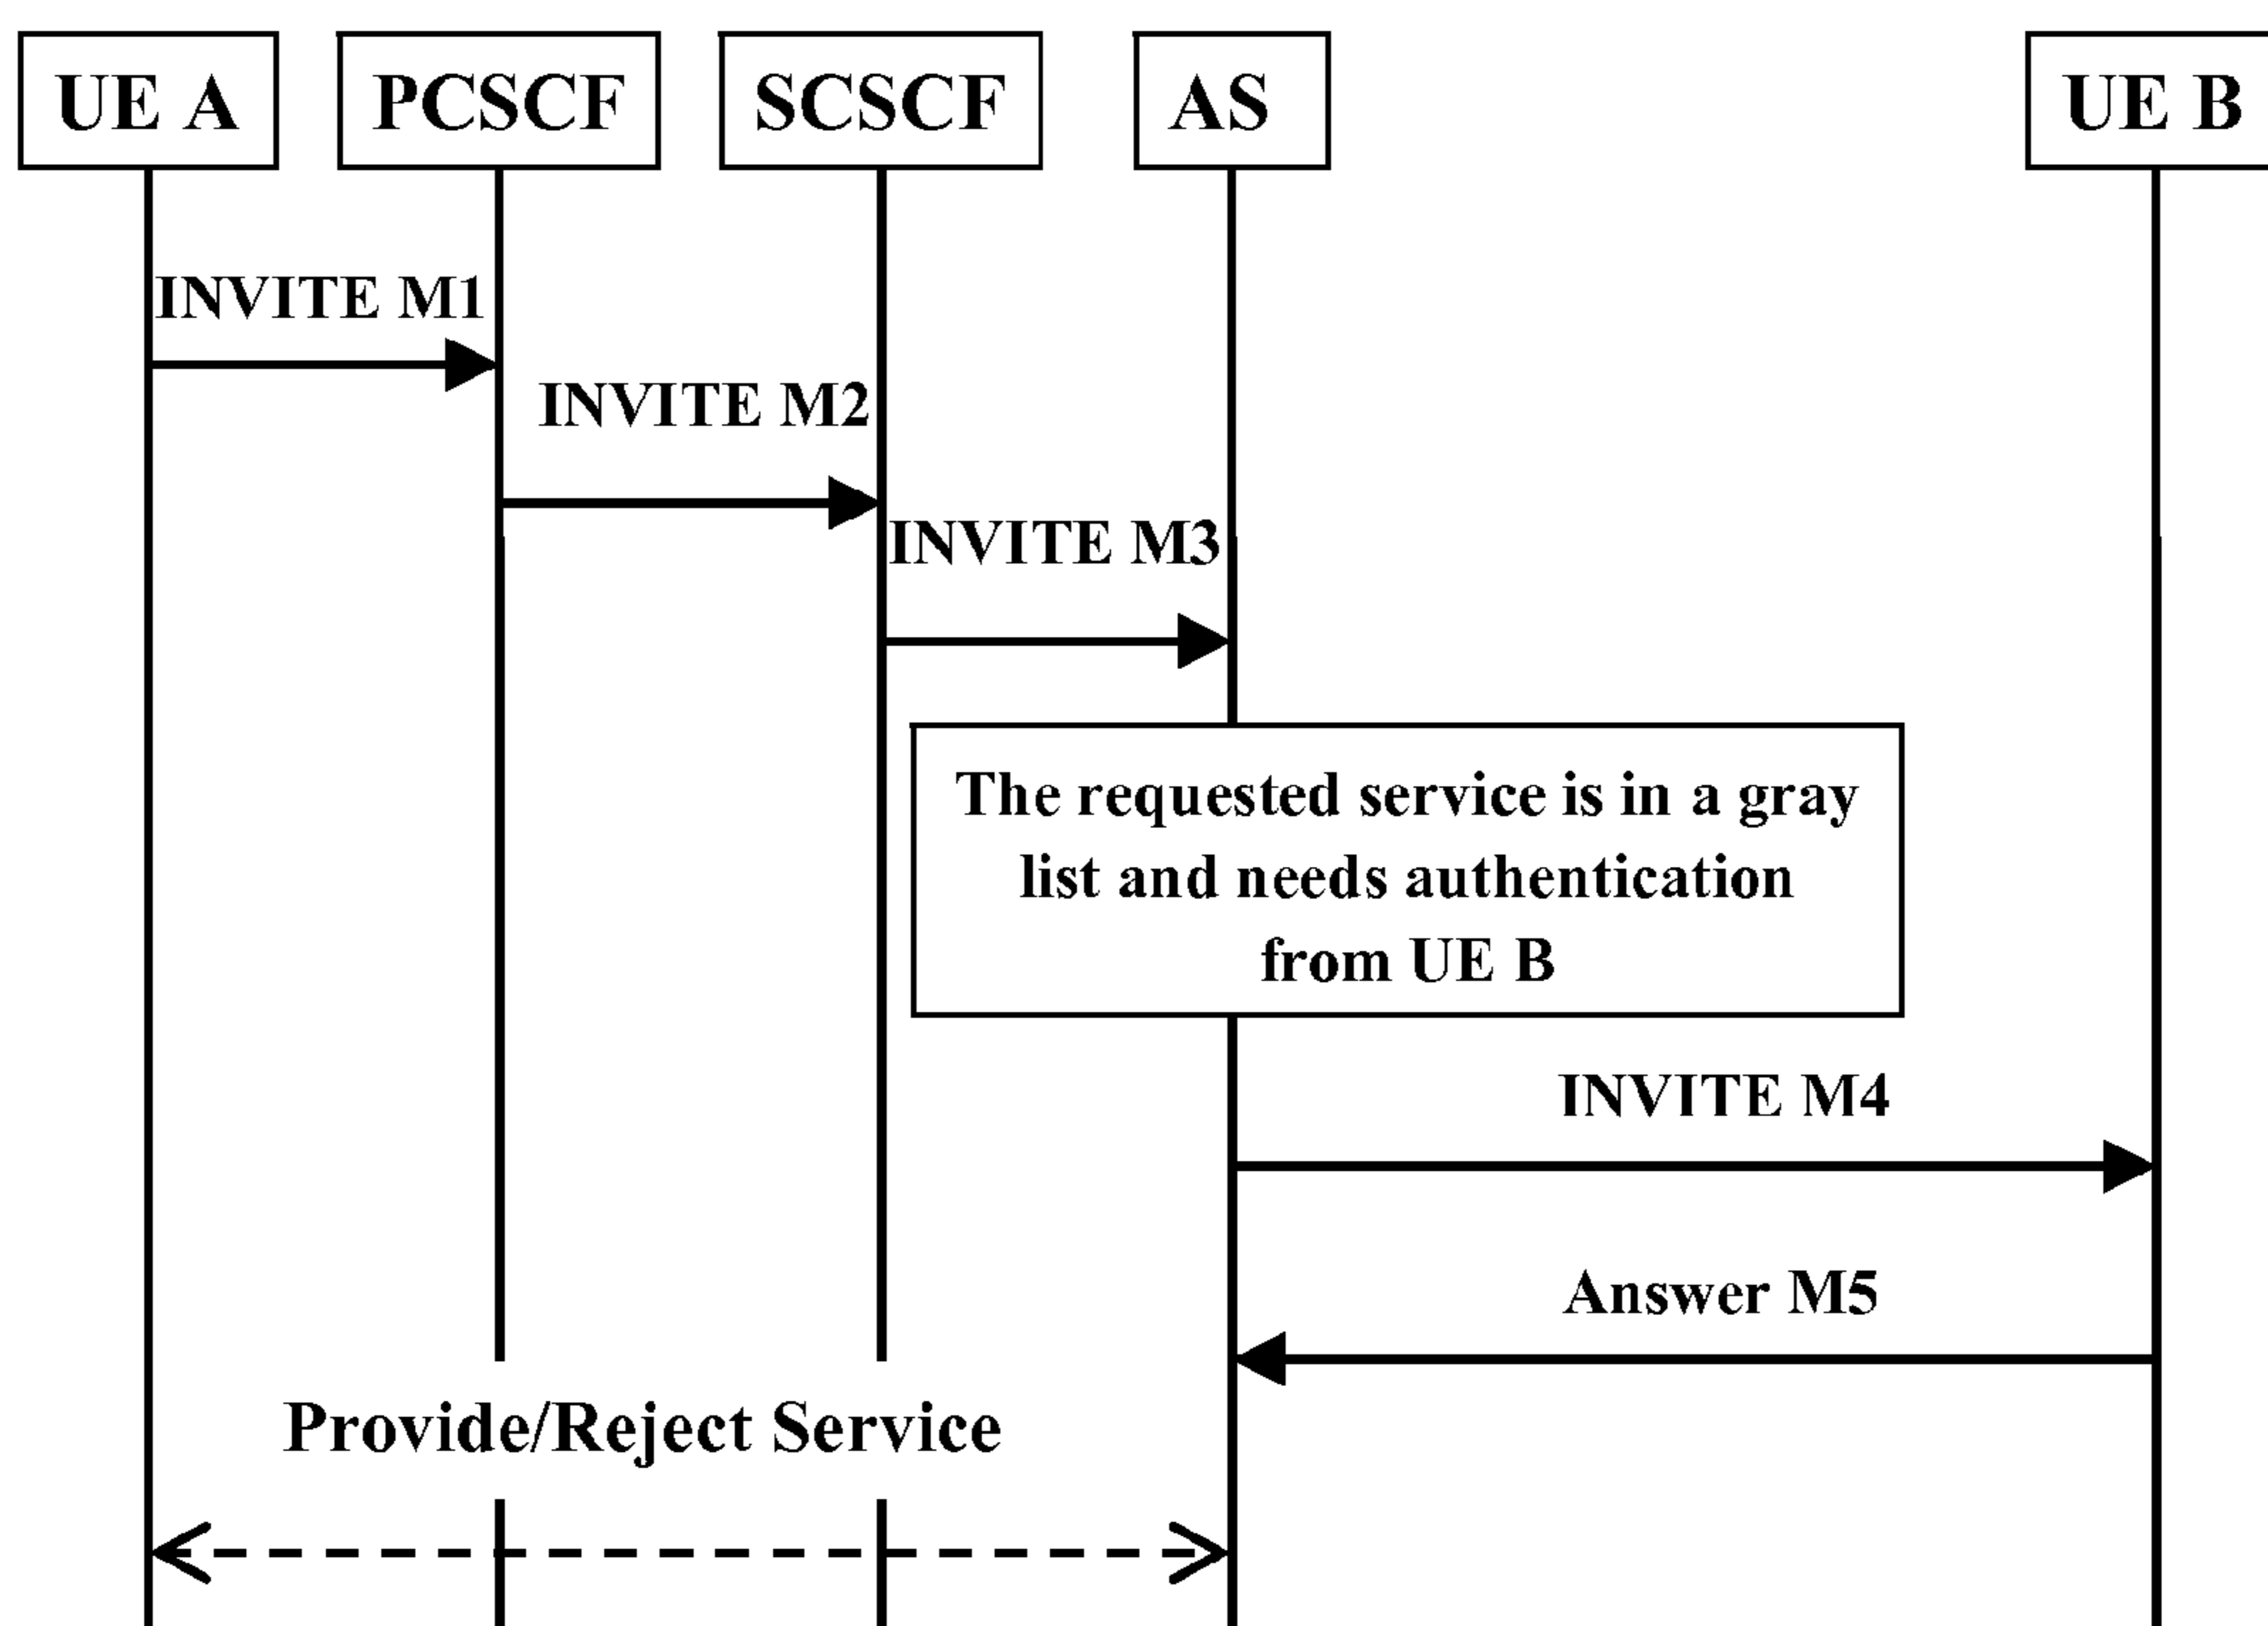 UE A
PCSCF
SCSCF
AS
UE B
INVITE M1
INVITE M2
INVITE M3
The requested service is in a gray
list and needs authentication
from UE B
INVITE M4
Answer M5
Provide/Reject Service